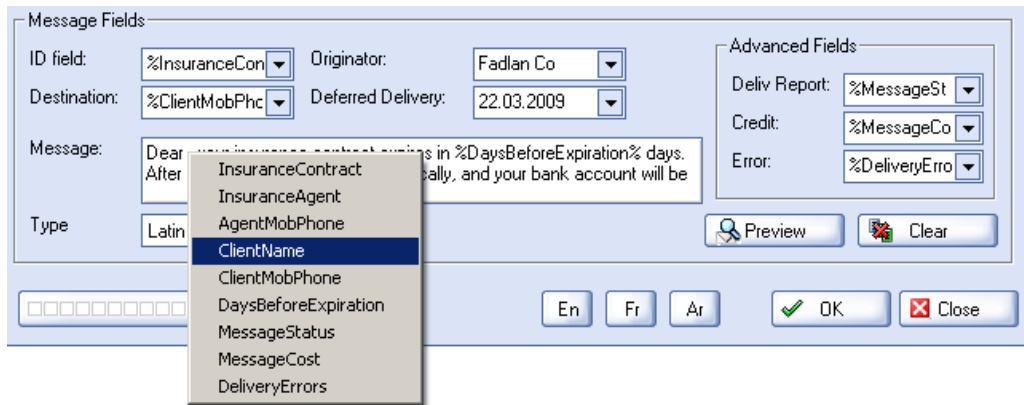 Message Fields
ID field:
%InsuranceCon
Originator:
Fadlan Co
Destination:
%ClientMobPhc
Deferred Delivery:
22.03.2009
Advanced Fields
Deliv Report:
%MessageSt
Credit:
%MessageCo
Error:
%DeliveryErro
Message:
Dear your insurance contract expires in %DaysBeforeExpiration% days.
After cally, and your bank account will be
Type
Latin
InsuranceContract
InsuranceAgent
AgentMobPhone
ClientName
ClientMobPhone
DaysBeforeExpiration
MessageStatus
MessageCost
DeliveryErrors
Preview
Clear
En
Fr
Ar
OK
Close